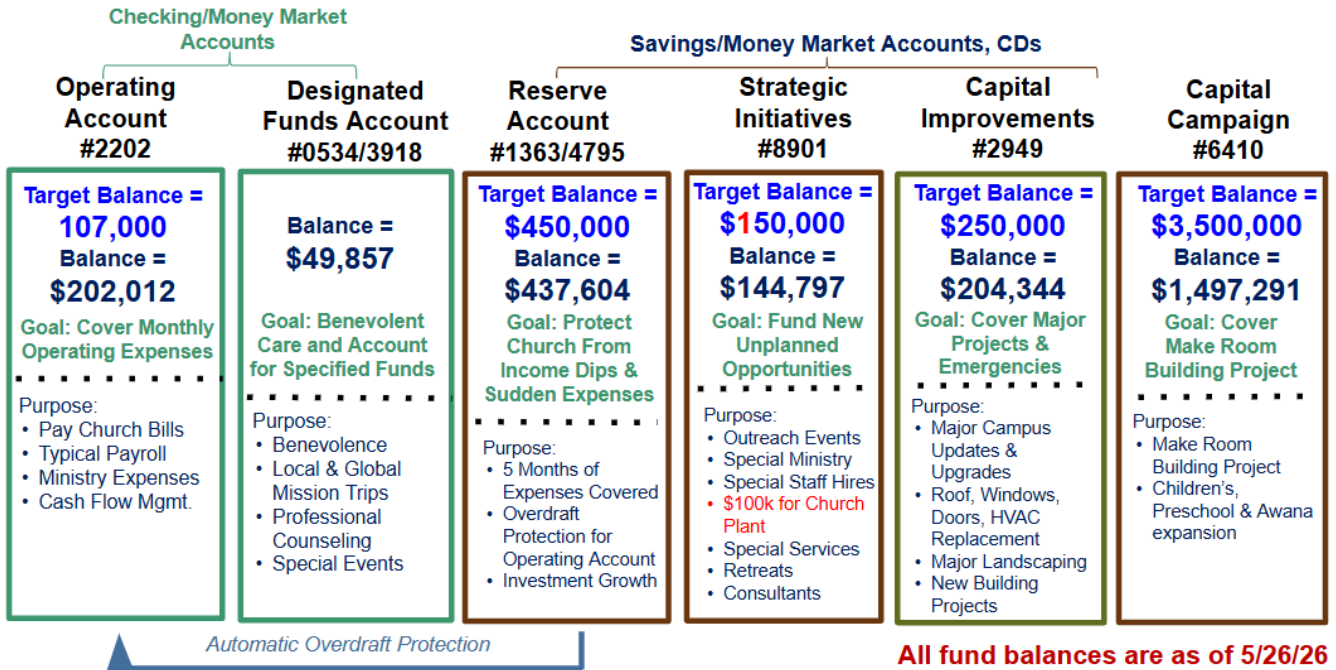 Checking/Money Market
Accounts
Savings/Money Market Accounts, CDs
Operating
Account
#2202
Designated
Funds Account
#0534/3918
Reserve
Account
#1363/4795
Strategic
Initiatives
#8901
Capital
Improvements
#2949
Capital
Campaign
#6410
Target Balance =
107,000
Balance =
$202,012
Goal: Cover Monthly
Operating Expenses
Purpose:
• Pay Church Bills
• Typical Payroll
• Ministry Expenses
• Cash Flow Mgmt.
Balance =
$49,857
Goal: Benevolent
Care and Account
for Specified Funds
Purpose:
• Benevolence
• Local & Global
Mission Trips
• Professional
Counseling
• Special Events
Target Balance =
$450,000
Balance =
$437,604
Goal: Protect
Church From
Income Dips &
Sudden Expenses
Purpose:
• 5 Months of
Expenses Covered
• Overdraft
Protection for
Operating Account
• Investment Growth
Target Balance =
$150,000
Balance =
$144,797
Goal: Fund New
Unplanned
Opportunities
Purpose:
• Outreach Events
• Special Ministry
• Special Staff Hires
• $100k for Church
Plant
• Special Services
• Retreats
• Consultants
Target Balance =
$250,000
Balance =
$204,344
Goal: Cover Major
Projects &
Emergencies
Purpose:
• Major Campus
Updates &
Upgrades
• Roof, Windows,
Doors, HVAC
Replacement
• Major Landscaping
• New Building
Projects
Target Balance =
$3,500,000
Balance =
$1,497,291
Goal: Cover
Make Room
Building Project
Purpose:
• Make Room
Building Project
• Children's,
Preschool & Awana
expansion
Automatic Overdraft Protection
All fund balances are as of 5/26/26